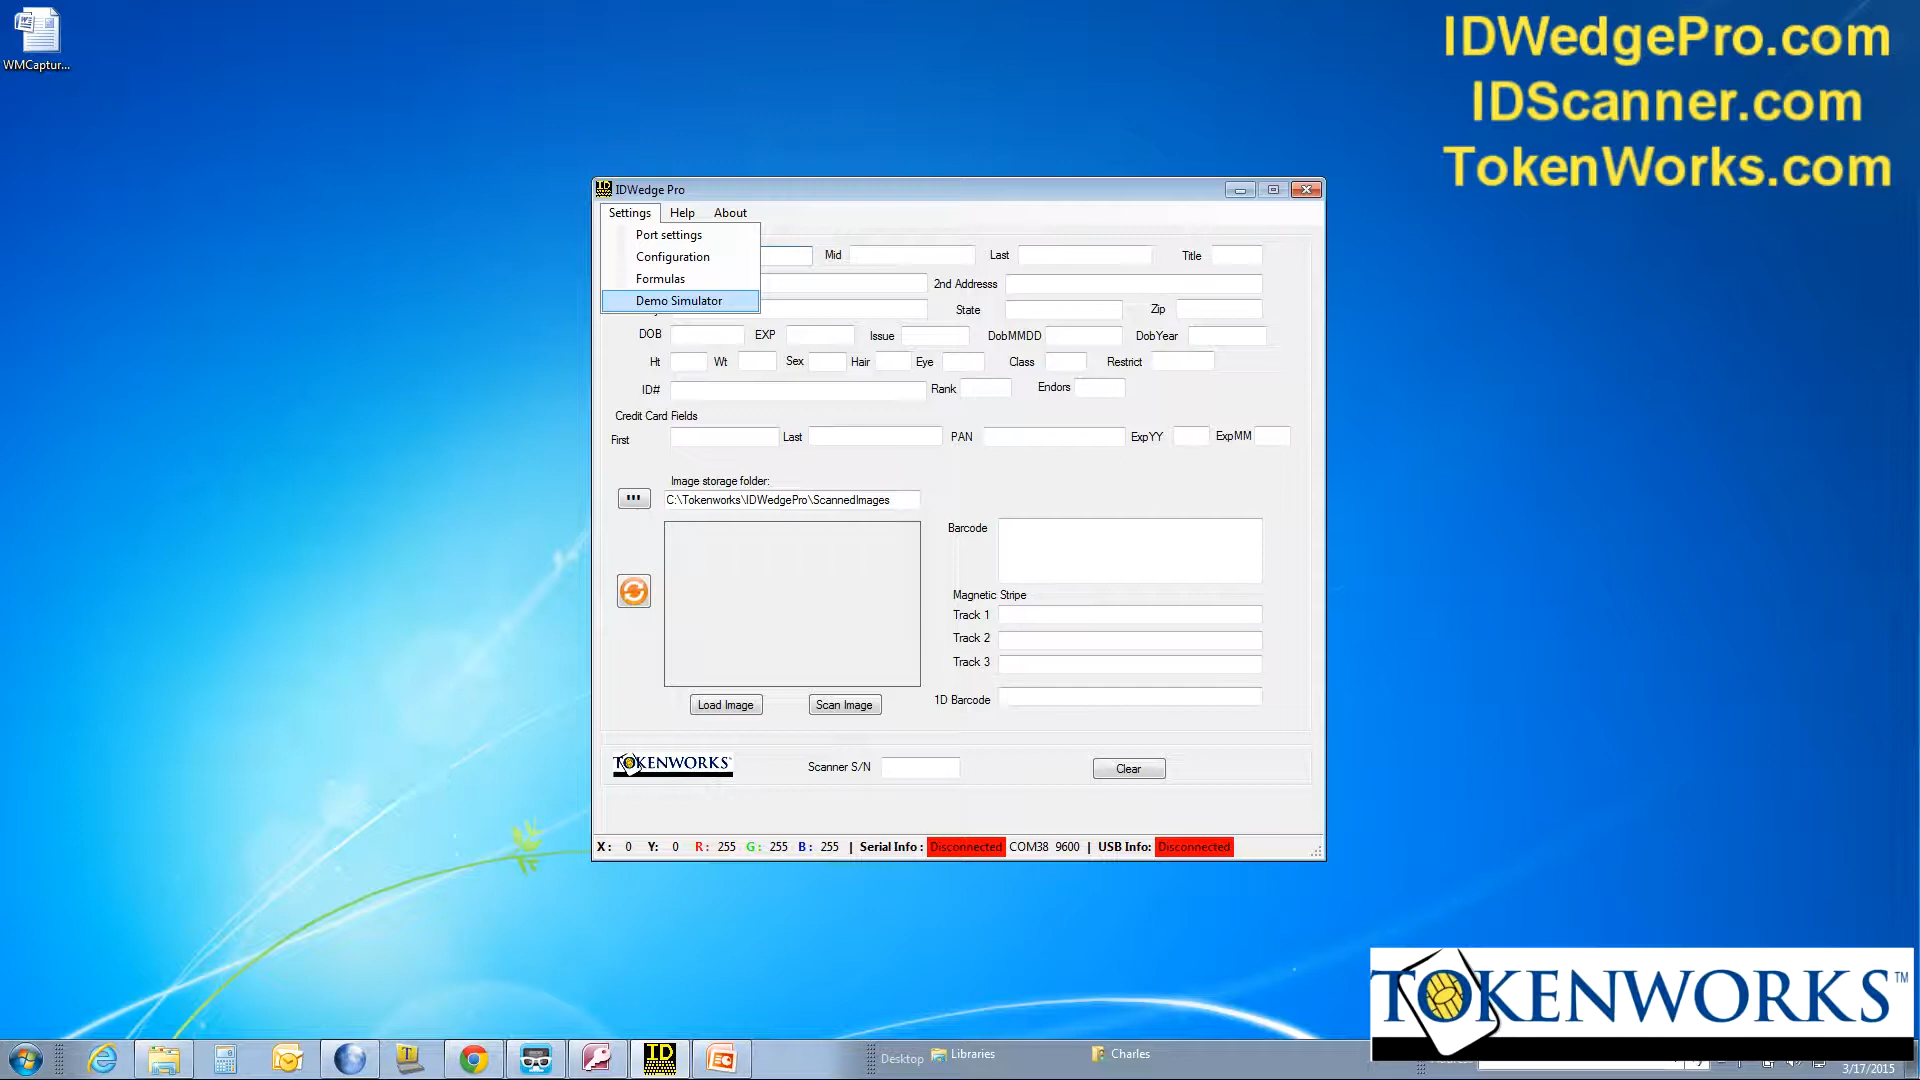 WMCaptur...
IDWedgePro.com
IDScanner.com
TokenWorks.com
IDWedge Pro
Settings Help About
Port settings
Configuration
Formulas
Demo Simulator
Mid Last Title
2nd Addresss
State Zip
DOB EXP Issue DobMMDD DobYear
Ht Wt Sex Hair Eye Class Restrict
ID# Rank Endors
Credit Card Fields
First Last PAN ExpYY ExpMM
Image storage folder:
... C:\Tokenworks\IDWedgePro\ScannedImages
Barcode
Magnetic Stripe
Track 1
Track 2
Track 3
Load Image Scan Image 1D Barcode
TOKENWORKS Scanner S/N Clear
X: 0 Y: 0 R: 255 G: 255 B: 255 | Serial Info: Disconnected COM38 9600 | USB Info: Disconnected
TOKENWORKS™
Desktop Libraries Charles
3/17/2015